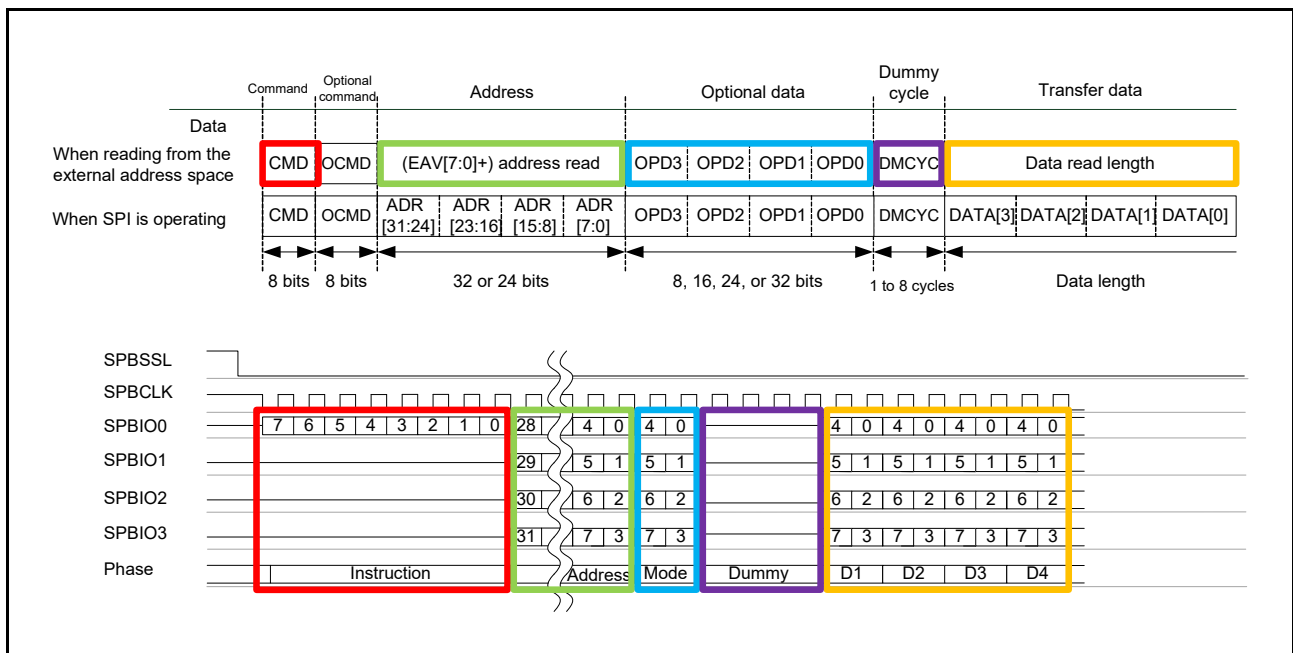 Command Optional command Address Optional data Dummy cycle Transfer data
Data
When reading from the external address space CMD OCMD (EAV[7:0]+) address read OPD3 OPD2 OPD1 OPD0 DMCYC Data read length
When SPI is operating CMD OCMD ADR [31:24] ADR [23:16] ADR [15:8] ADR [7:0] OPD3 OPD2 OPD1 OPD0 DMCYC DATA[3] DATA[2] DATA[1] DATA[0]
8 bits 8 bits 32 or 24 bits 8, 16, 24, or 32 bits 1 to 8 cycles Data length
SPBSSL
SPBCLK
SPBIO0 7 6 5 4 3 2 1 0 28 4 0 4 0 4 0 4 0 4 0 4 0
SPBIO1 29 5 1 5 1 5 1 5 1 5 1 5 1
SPBIO2 30 6 2 6 2 6 2 6 2 6 2 6 2
SPBIO3 31 7 3 7 3 7 3 7 3 7 3 7 3
Phase Instruction Address Mode Dummy D1 D2 D3 D4